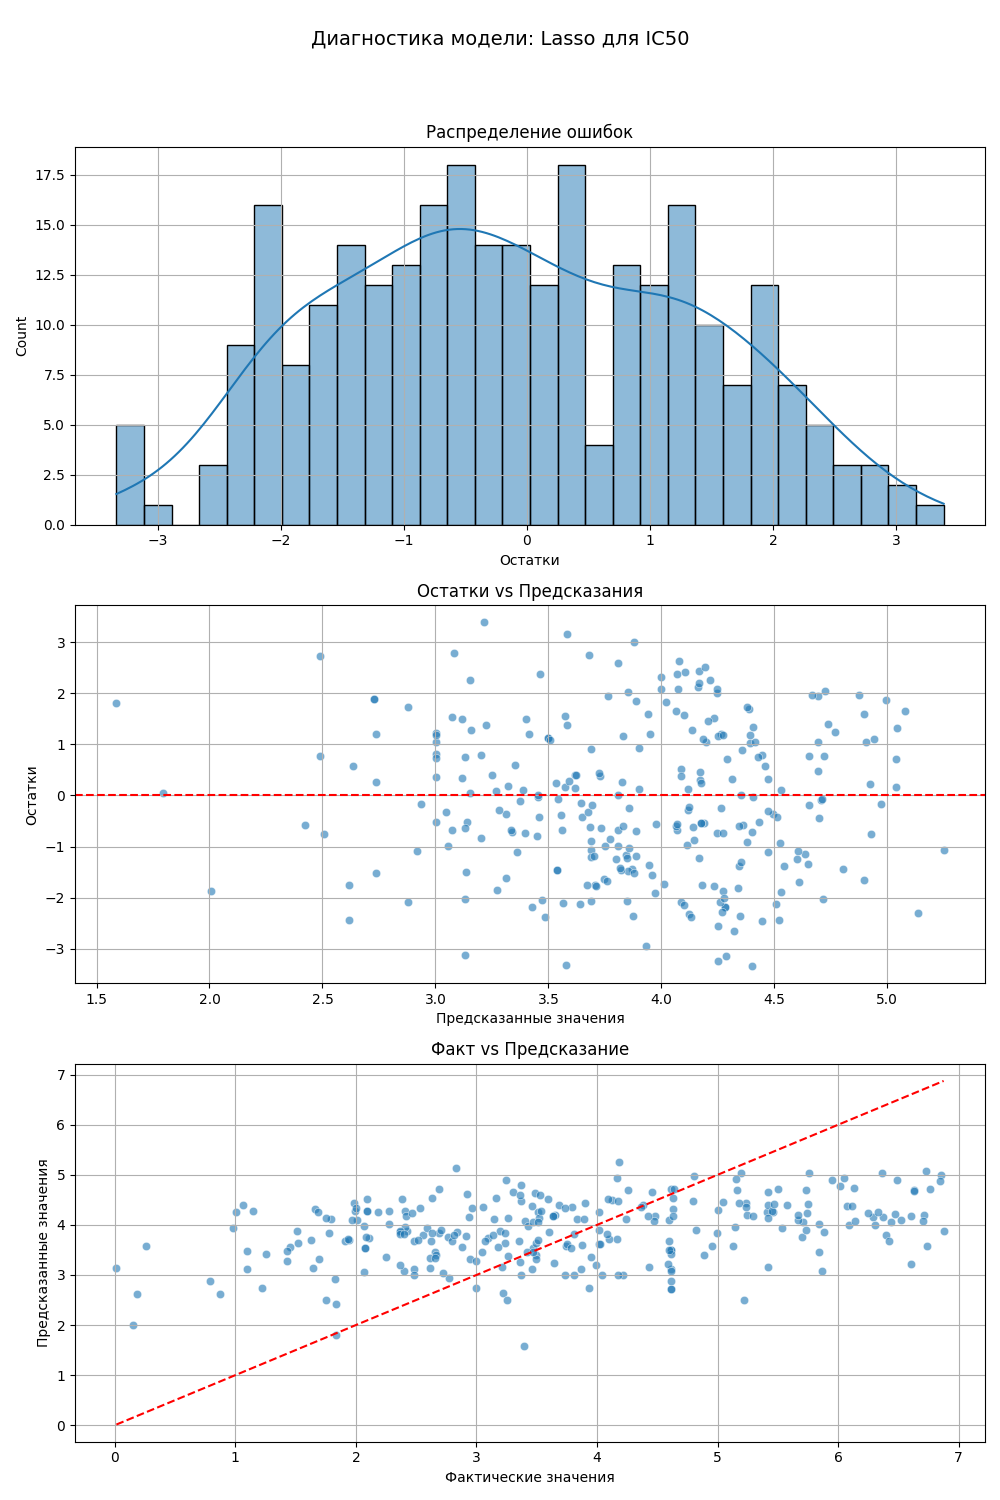 Диагностика модели: Lasso для IC50
Распределение ошибок
17.5
15.0
12.5
10.0
7.5
5.0
2.5
0.0
Count
−3 −2 −1 0 1 2 3
Остатки
Остатки vs Предсказания
3
2
1
0
−1
−2
−3
Остатки
1.5 2.0 2.5 3.0 3.5 4.0 4.5 5.0
Предсказанные значения
Факт vs Предсказание
7
6
5
4
3
2
1
0
Предсказанные значения
0 1 2 3 4 5 6 7
Фактические значения